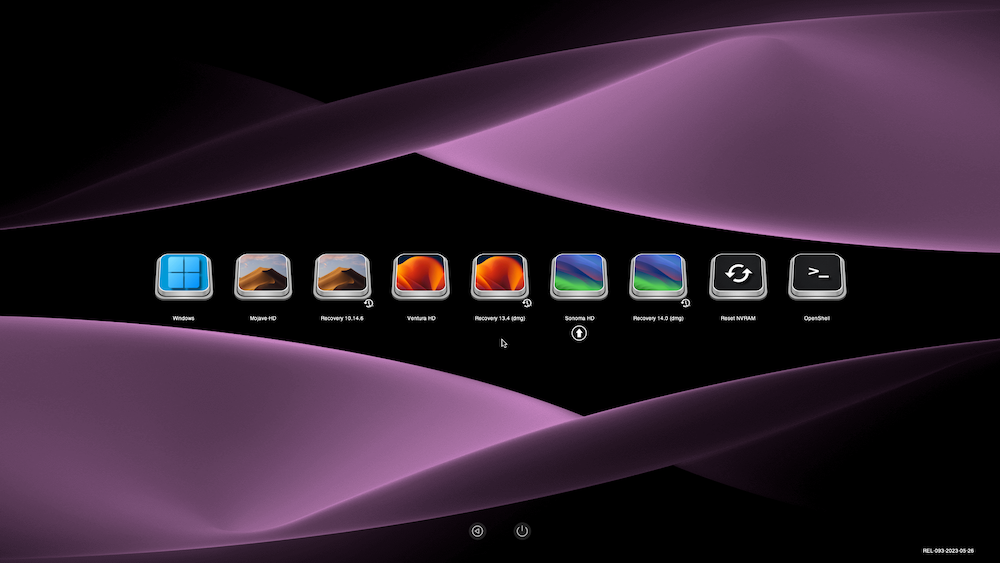 Windows
Mojave-HD
Recovery 10.14.6
Ventura HD
Recovery 13.4 (dmg)
Sonoma HD
Recovery 14.0 (dmg)
Reset NVRAM
>_
OpenShell
REL-093-2023-05-26